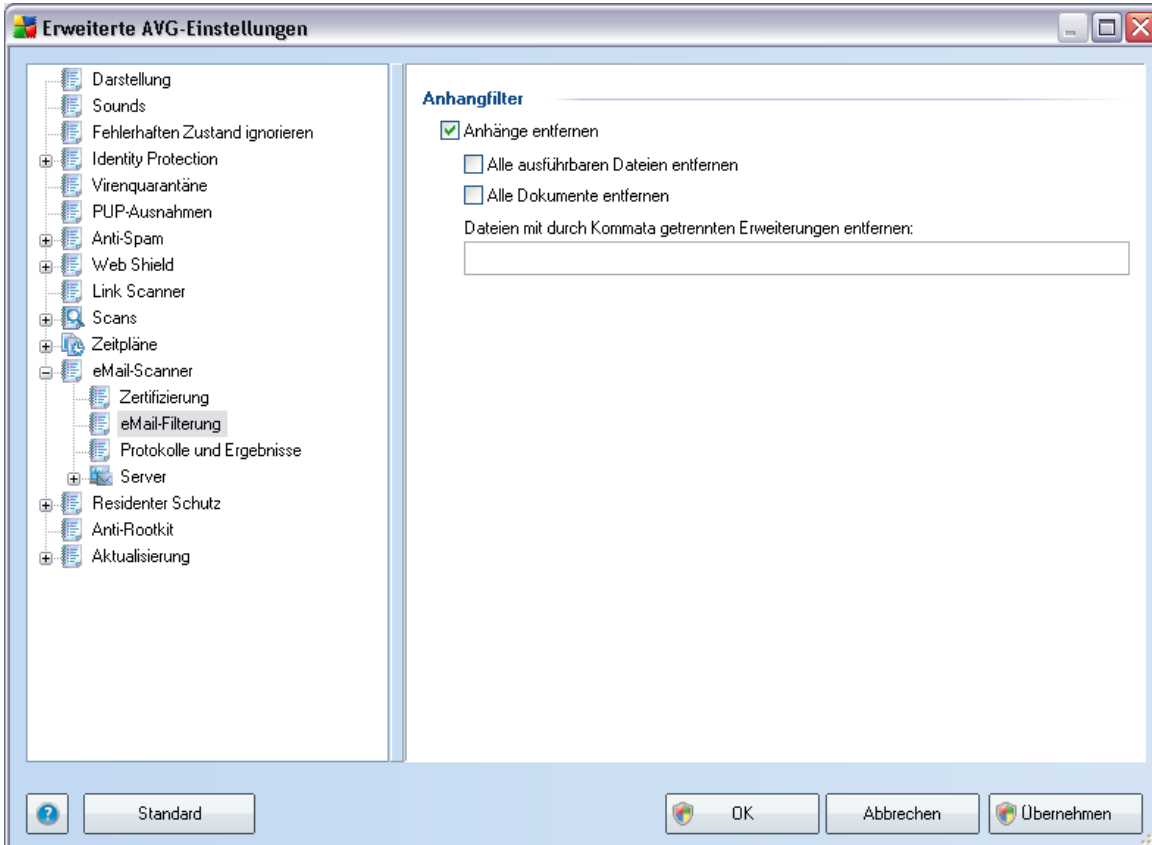 Erweiterte AVG-Einstellungen
Darstellung
Sounds
Fehlerhaften Zustand ignorieren
Identity Protection
Virenquarantäne
PUP-Ausnahmen
Anti-Spam
Web Shield
Link Scanner
Scans
Zeitpläne
eMail-Scanner
Zertifizierung
eMail-Filterung
Protokolle und Ergebnisse
Server
Residenter Schutz
Anti-Rootkit
Aktualisierung
Anhangfilter
Anhänge entfernen
Alle ausführbaren Dateien entfernen
Alle Dokumente entfernen
Dateien mit durch Kommata getrennten Erweiterungen entfernen:
Standard
OK
Abbrechen
Übernehmen